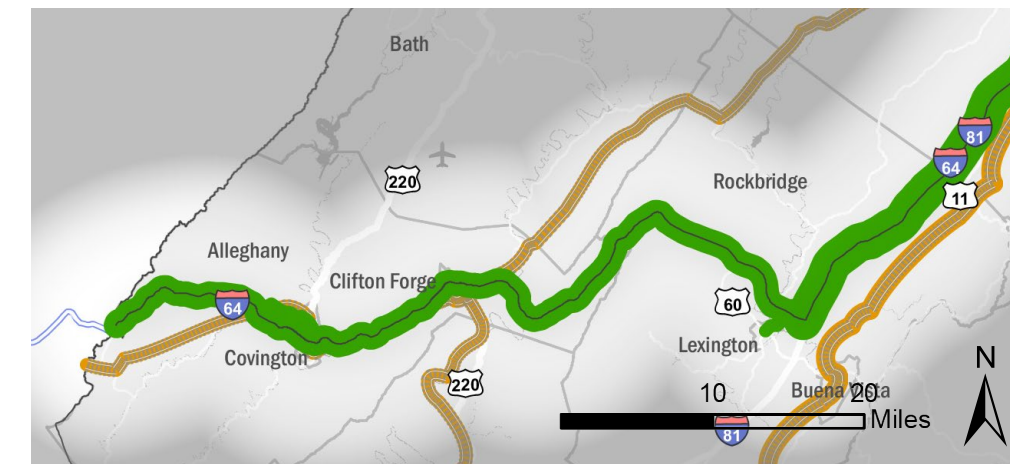 Bath
81
64
220
Rockbridge
11
Alleghany
Clifton Forge
64
60
Lexington
Covington
N
220
10
20
Buena Vista
Miles
81